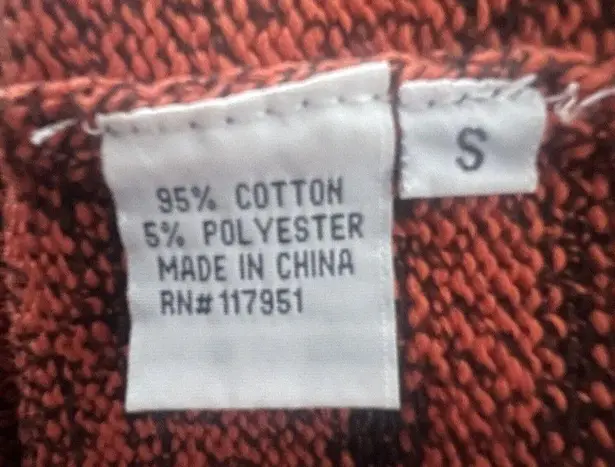 95% COTTON
5% POLYESTER
MADE IN CHINA
RN# 117951
S